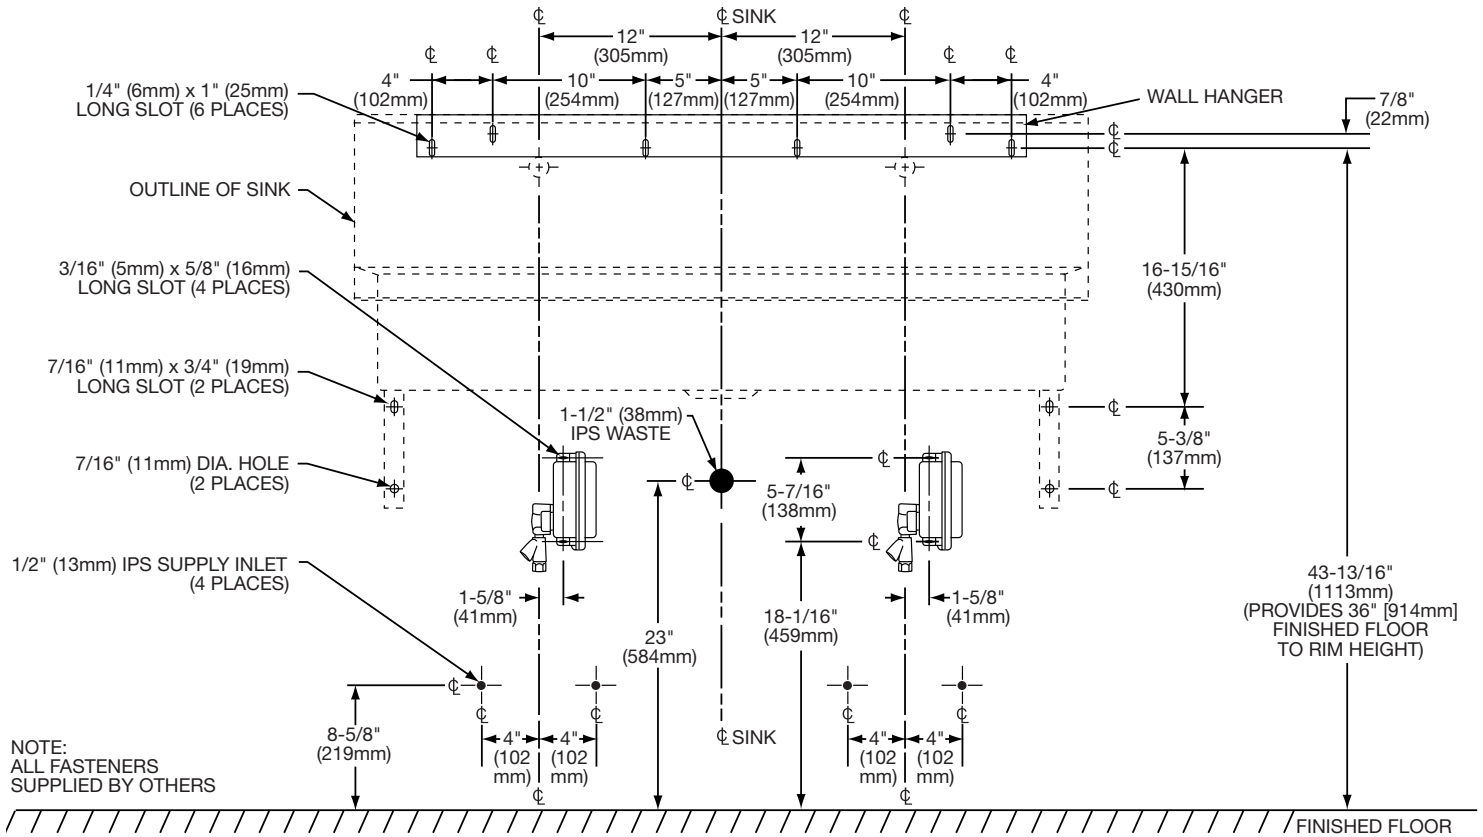 ℄ SINK
℄
℄
12"
(305mm)
12"
(305mm)
℄
℄
℄
℄
4"
(102mm)
10"
(254mm)
5"
(127mm)
5"
(127mm)
10"
(254mm)
4"
(102mm)
1/4" (6mm) x 1" (25mm)
LONG SLOT (6 PLACES)
WALL HANGER
7/8"
(22mm)
℄
℄
OUTLINE OF SINK
3/16" (5mm) x 5/8" (16mm)
LONG SLOT (4 PLACES)
16-15/16"
(430mm)
7/16" (11mm) x 3/4" (19mm)
LONG SLOT (2 PLACES)
1-1/2" (38mm)
IPS WASTE
℄
5-3/8"
(137mm)
7/16" (11mm) DIA. HOLE
(2 PLACES)
℄
℄
5-7/16"
(138mm)
℄
℄
1/2" (13mm) IPS SUPPLY INLET
(4 PLACES)
1-5/8"
(41mm)
23"
(584mm)
18-1/16"
(459mm)
1-5/8"
(41mm)
43-13/16"
(1113mm)
(PROVIDES 36" [914mm]
FINISHED FLOOR
TO RIM HEIGHT)
℄
℄
℄
℄
℄
8-5/8"
(219mm)
4"
(102
mm)
4"
(102
mm)
℄ SINK
4"
(102
mm)
4"
(102
mm)
℄
℄
NOTE:
ALL FASTENERS
SUPPLIED BY OTHERS
FINISHED FLOOR